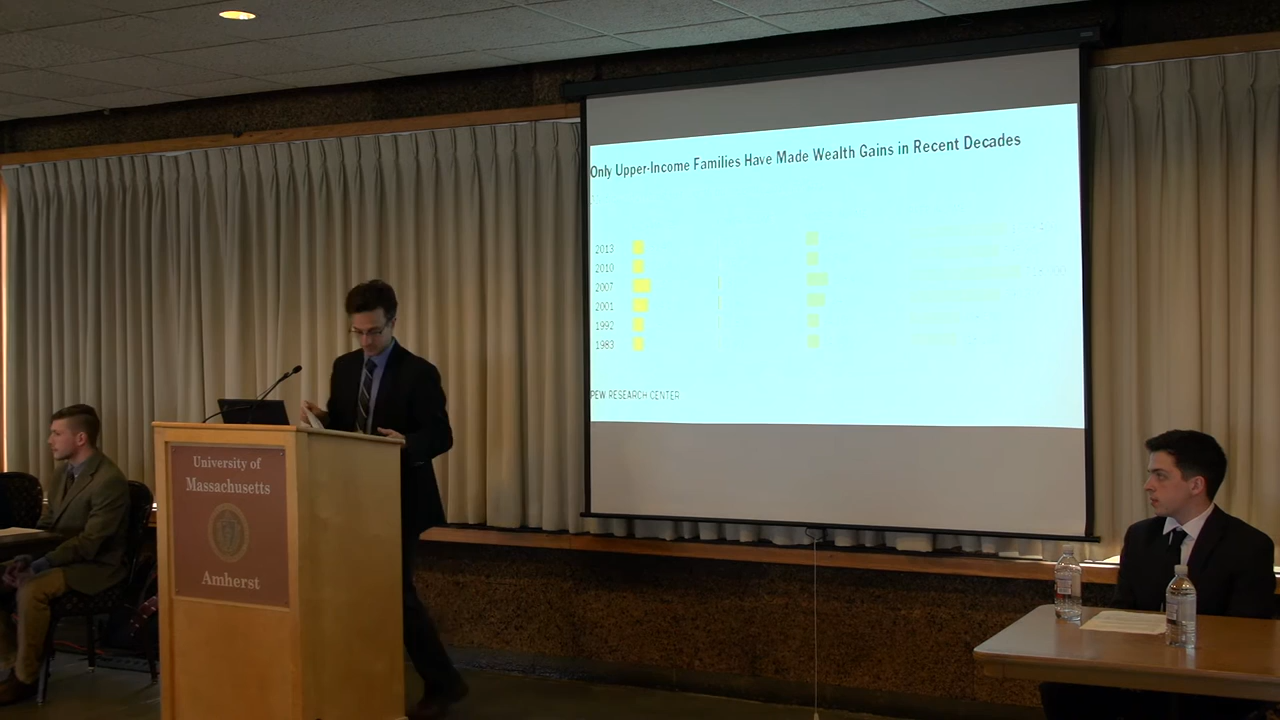 Only Upper-Income Families Have Made Wealth Gains in Recent Decades
2013
2010
2007
2001
1992
1983
PEW RESEARCH CENTER
University of
Massachusetts
Amherst